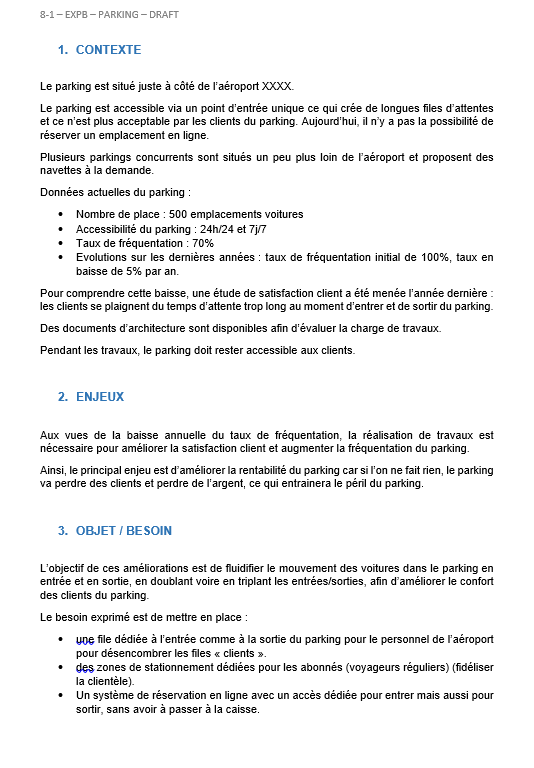 8-1 – EXPB – PARKING – DRAFT
1. CONTEXTE
Le parking est situé juste à côté de l'aéroport XXXX.
Le parking est accessible via un point d'entrée unique ce qui crée de longues files d'attentes
et ce n'est plus acceptable par les clients du parking. Aujourd'hui, il n'y a pas la possibilité de
réserver un emplacement en ligne.
Plusieurs parkings concurrents sont situés un peu plus loin de l'aéroport et proposent des
navettes à la demande.
Données actuelles du parking :
• Nombre de place : 500 emplacements voitures
• Accessibilité du parking : 24h/24 et 7j/7
• Taux de fréquentation : 70%
• Evolutions sur les dernières années : taux de fréquentation initial de 100%, taux en
baisse de 5% par an.
Pour comprendre cette baisse, une étude de satisfaction client a été menée l'année dernière :
les clients se plaignent du temps d'attente trop long au moment d'entrer et de sortir du parking.
Des documents d'architecture sont disponibles afin d'évaluer la charge de travaux.
Pendant les travaux, le parking doit rester accessible aux clients.
2. ENJEUX
Aux vues de la baisse annuelle du taux de fréquentation, la réalisation de travaux est
nécessaire pour améliorer la satisfaction client et augmenter la fréquentation du parking.
Ainsi, le principal enjeu est d'améliorer la rentabilité du parking car si l'on ne fait rien, le parking
va perdre des clients et perdre de l'argent, ce qui entrainera le péril du parking.
3. OBJET / BESOIN
L'objectif de ces améliorations est de fluidifier le mouvement des voitures dans le parking en
entrée et en sortie, en doublant voire en triplant les entrées/sorties, afin d'améliorer le confort
des clients du parking.
Le besoin exprimé est de mettre en place :
• une file dédiée à l'entrée comme à la sortie du parking pour le personnel de l'aéroport
pour désencombrer les files « clients ».
• des zones de stationnement dédiées pour les abonnés (voyageurs réguliers) (fidéliser
la clientèle).
• Un système de réservation en ligne avec un accès dédiée pour entrer mais aussi pour
sortir, sans avoir à passer à la caisse.